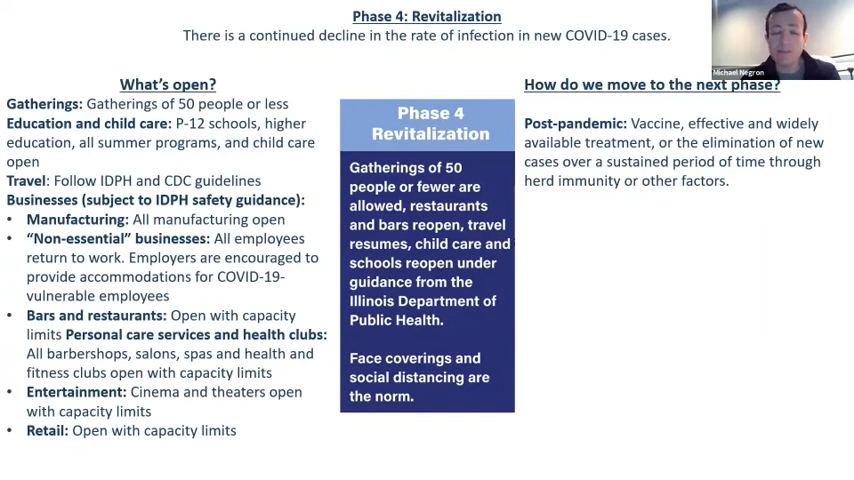 Phase 4: Revitalization
There is a continued decline in the rate of infection in new COVID-19 cases.
Michael Negron
What's open?
Gatherings: Gatherings of 50 people or less
Education and child care: P-12 schools, higher
education, all summer programs, and child care
open
Travel: Follow IDPH and CDC guidelines
Businesses (subject to IDPH safety guidance):
• Manufacturing: All manufacturing open
• “Non-essential” businesses: All employees
return to work. Employers are encouraged to
provide accommodations for COVID-19-
vulnerable employees
• Bars and restaurants: Open with capacity
limits Personal care services and health clubs:
All barbershops, salons, spas and health and
fitness clubs open with capacity limits
• Entertainment: Cinema and theaters open
with capacity limits
• Retail: Open with capacity limits
Phase 4
Revitalization
Gatherings of 50
people or fewer are
allowed, restaurants
and bars reopen, travel
resumes, child care and
schools reopen under
guidance from the
Illinois Department of
Public Health.
Face coverings and
social distancing are
the norm.
How do we move to the next phase?
Post-pandemic: Vaccine, effective and widely
available treatment, or the elimination of new
cases over a sustained period of time through
herd immunity or other factors.